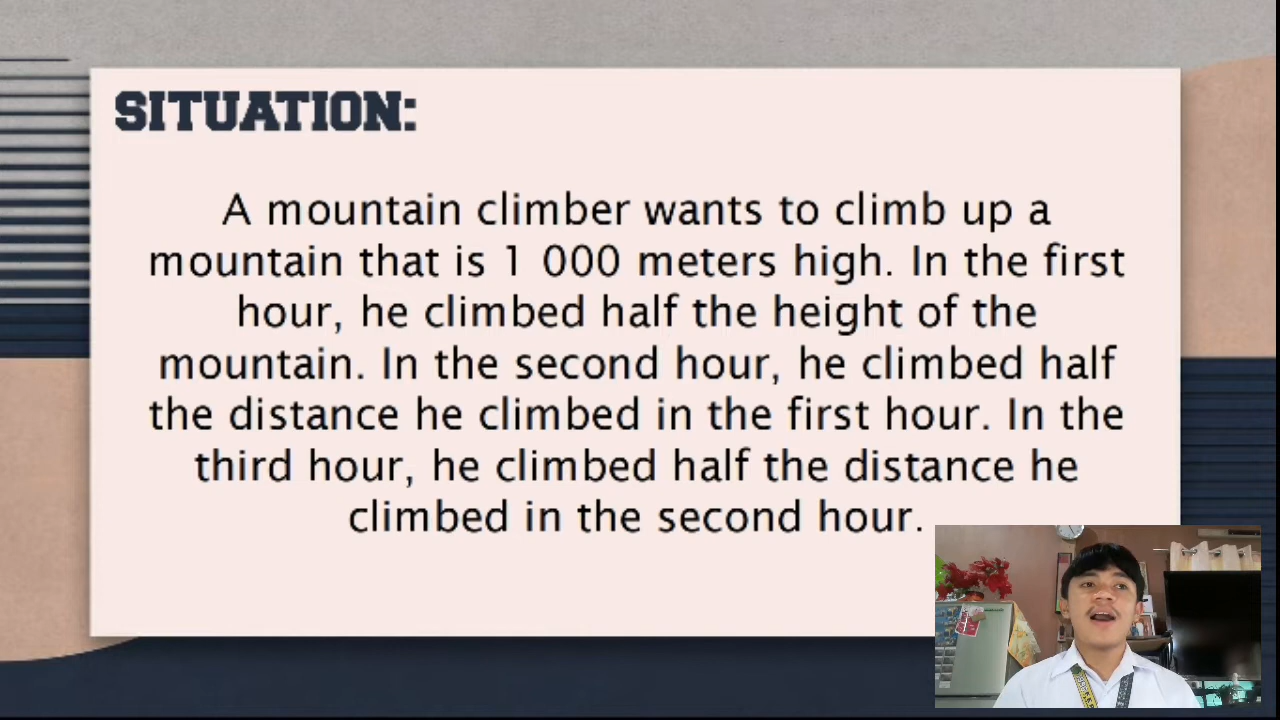 SITUATION:
A mountain climber wants to climb up a
mountain that is 1 000 meters high. In the first
hour, he climbed half the height of the
mountain. In the second hour, he climbed half
the distance he climbed in the first hour. In the
third hour, he climbed half the distance he
climbed in the second hour.